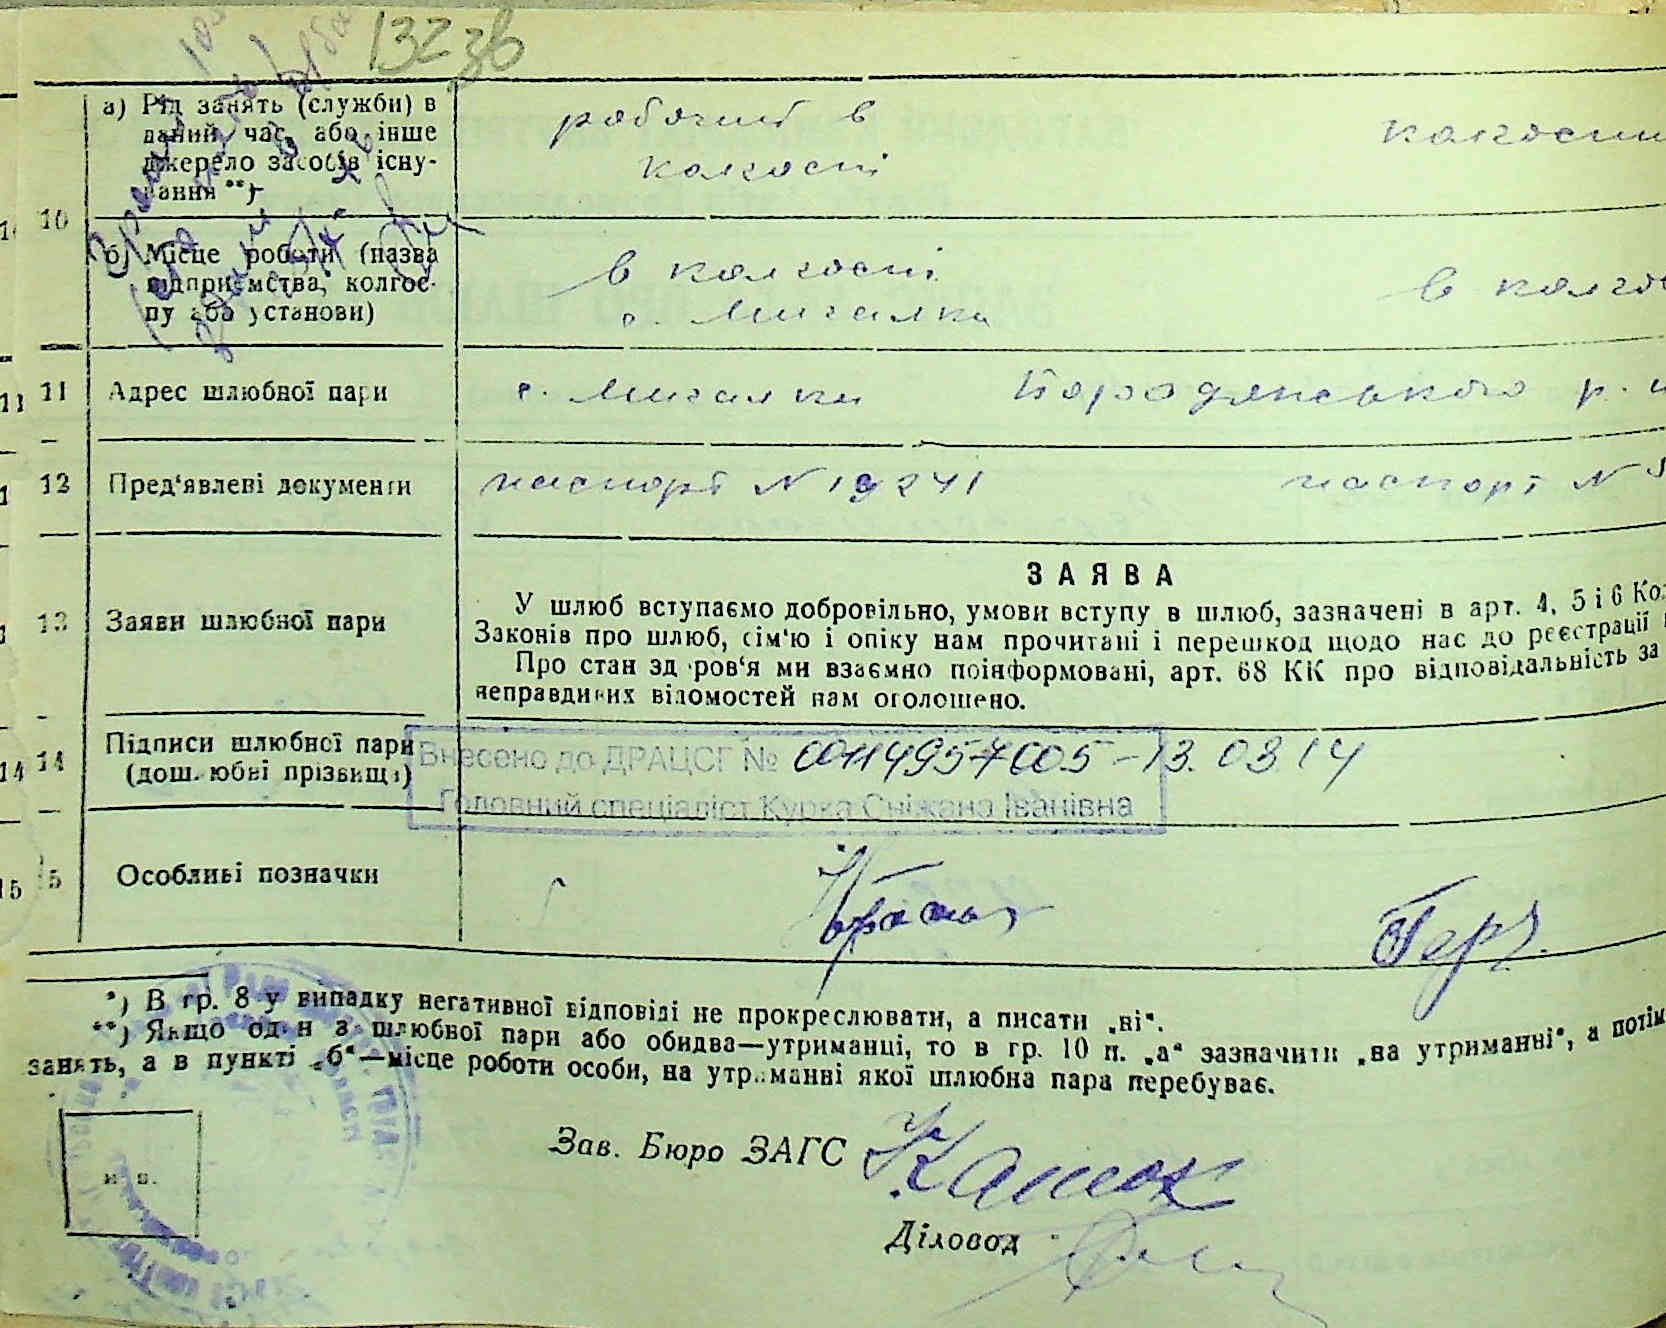 132 зв
10
а) Рід занять (служби) в
даний час, або інше
джерело засобів існу-
вання **)
робочий в
колгоспі
колгоспи
б) Місце роботи (назва
підприємства, колгос-
пу або установи)
в колгоспі
с. Мигалки
в колгос
11 Адрес шлюбної пари с. Мигалки Бородянського р.
12 Пред'явлені документи паспорт N 19241 паспорт N
13 Заяви шлюбної пари
ЗАЯВА
У шлюб вступаємо добровільно, умови вступу в шлюб, зазначені в арт. 4, 5 і 6 Ко
Законів про шлюб, сім'ю і опіку нам прочитані і перешкод щодо нас до реєстрації
Про стан здоров'я ми взаємно поінформовані, арт. 68 КК про відповідальність за
неправдивих відомостей нам оголошено.
14 Підписи шлюбної пари
(дошлюбні прізвища)
Внесено до ДРАЦСГ № 00114957005 - 13.03.14
Головний спеціаліст Курка Сніжана Іванівна
15 Особливі позначки
*) В гр. 8 у випадку негативної відповіді не прокреслювати, а писати „ні“.
**) Якщо один з шлюбної пари або обидва—утриманці, то в гр. 10 п. „а“ зазначити „на утриманні“, а потім
занять, а в пункті „б“—місце роботи особи, на утриманні якої шлюбна пара перебуває.
Зав. Бюро ЗАГС
Діловод